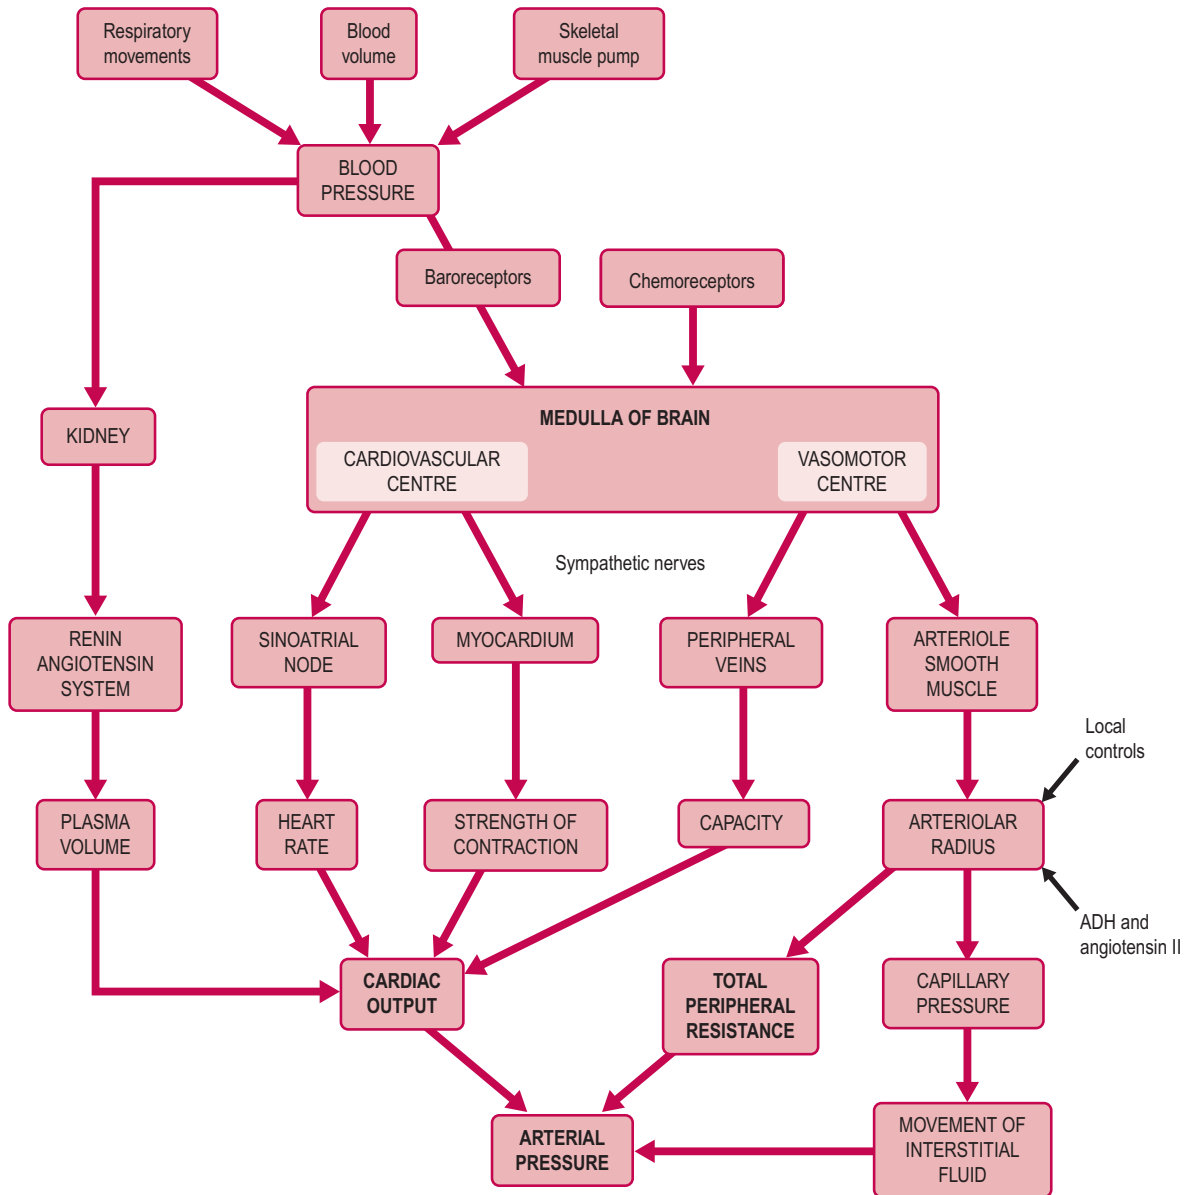 Respiratory
movements
Blood
volume
Skeletal
muscle pump
BLOOD
PRESSURE
Baroreceptors
Chemoreceptors
MEDULLA OF BRAIN
CARDIOVASCULAR
CENTRE
VASOMOTOR
CENTRE
KIDNEY
Sympathetic nerves
RENIN
ANGIOTENSIN
SYSTEM
SINOATRIAL
NODE
MYOCARDIUM
PERIPHERAL
VEINS
ARTERIOLE
SMOOTH
MUSCLE
Local
controls
PLASMA
VOLUME
HEART
RATE
STRENGTH OF
CONTRACTION
CAPACITY
ARTERIOLAR
RADIUS
ADH and
angiotensin II
CARDIAC
OUTPUT
TOTAL
PERIPHERAL
RESISTANCE
CAPILLARY
PRESSURE
ARTERIAL
PRESSURE
MOVEMENT OF
INTERSTITIAL
FLUID